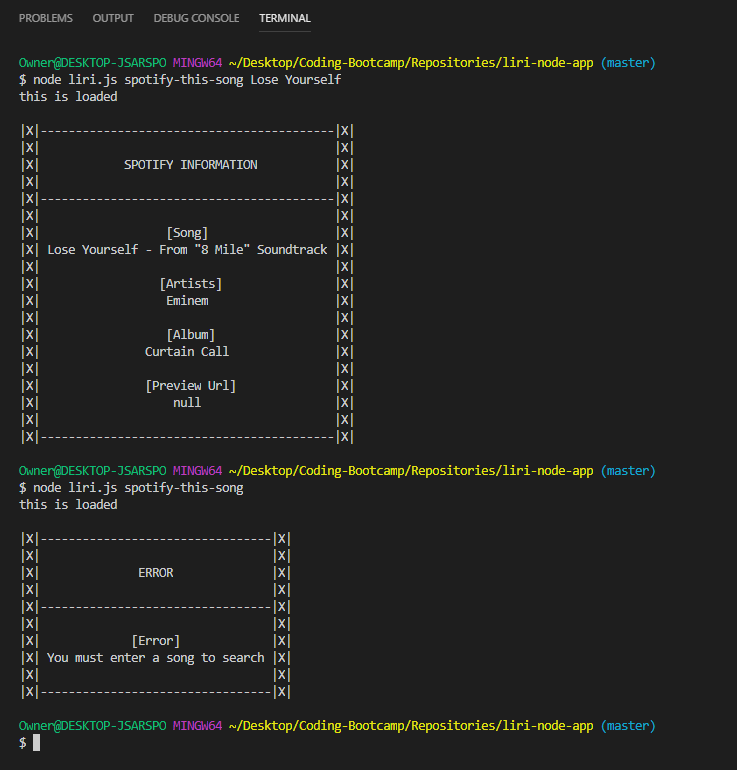 PROBLEMS OUTPUT DEBUG CONSOLE TERMINAL
Owner@DESKTOP-JSARSPO MINGW64 ~/Desktop/Coding-Bootcamp/Repositories/liri-node-app (master)
$ node liri.js spotify-this-song Lose Yourself
this is loaded
|X|------------------------------------------|X|
|X|                                          |X|
|X|            SPOTIFY INFORMATION           |X|
|X|                                          |X|
|X|------------------------------------------|X|
|X|                                          |X|
|X|                  [Song]                  |X|
|X| Lose Yourself - From "8 Mile" Soundtrack |X|
|X|                                          |X|
|X|                 [Artists]                |X|
|X|                  Eminem                  |X|
|X|                                          |X|
|X|                  [Album]                 |X|
|X|               Curtain Call               |X|
|X|                                          |X|
|X|               [Preview Url]              |X|
|X|                   null                   |X|
|X|                                          |X|
|X|------------------------------------------|X|
Owner@DESKTOP-JSARSPO MINGW64 ~/Desktop/Coding-Bootcamp/Repositories/liri-node-app (master)
$ node liri.js spotify-this-song
this is loaded
|X|---------------------------------|X|
|X|                                 |X|
|X|              ERROR              |X|
|X|                                 |X|
|X|---------------------------------|X|
|X|                                 |X|
|X|             [Error]             |X|
|X| You must enter a song to search |X|
|X|                                 |X|
|X|---------------------------------|X|
Owner@DESKTOP-JSARSPO MINGW64 ~/Desktop/Coding-Bootcamp/Repositories/liri-node-app (master)
$